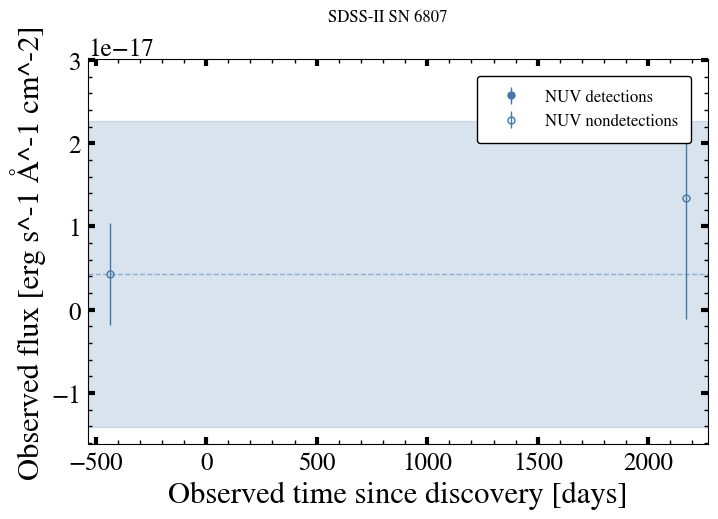 SDSS-II SN 6807
1e−17
NUV detections
NUV nondetections
3
2
1
0
−1
Observed flux [erg s^-1 Å^-1 cm^-2]
−500 0 500 1000 1500 2000
Observed time since discovery [days]